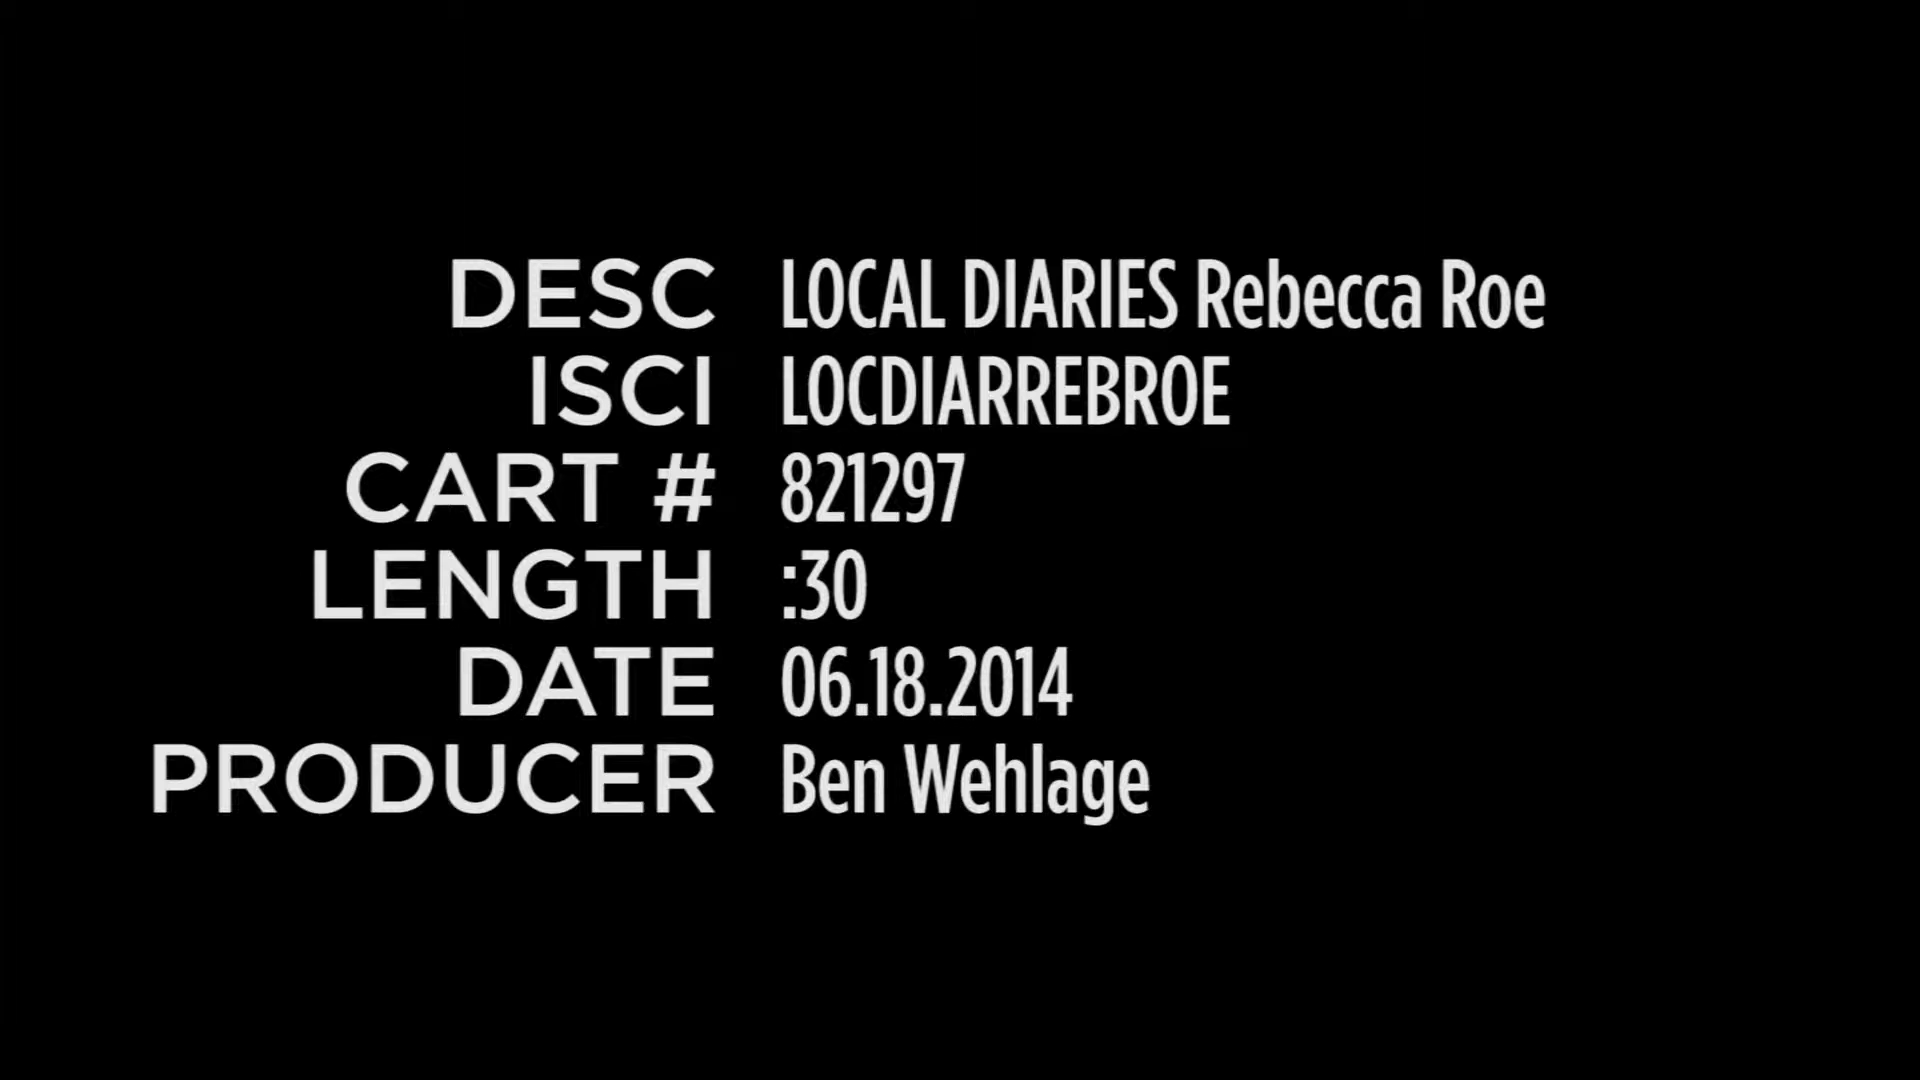 DESC LOCAL DIARIES Rebecca Roe
ISCI LOCDIARREBROE
CART # 821297
LENGTH :30
DATE 06.18.2014
PRODUCER Ben Wehlage